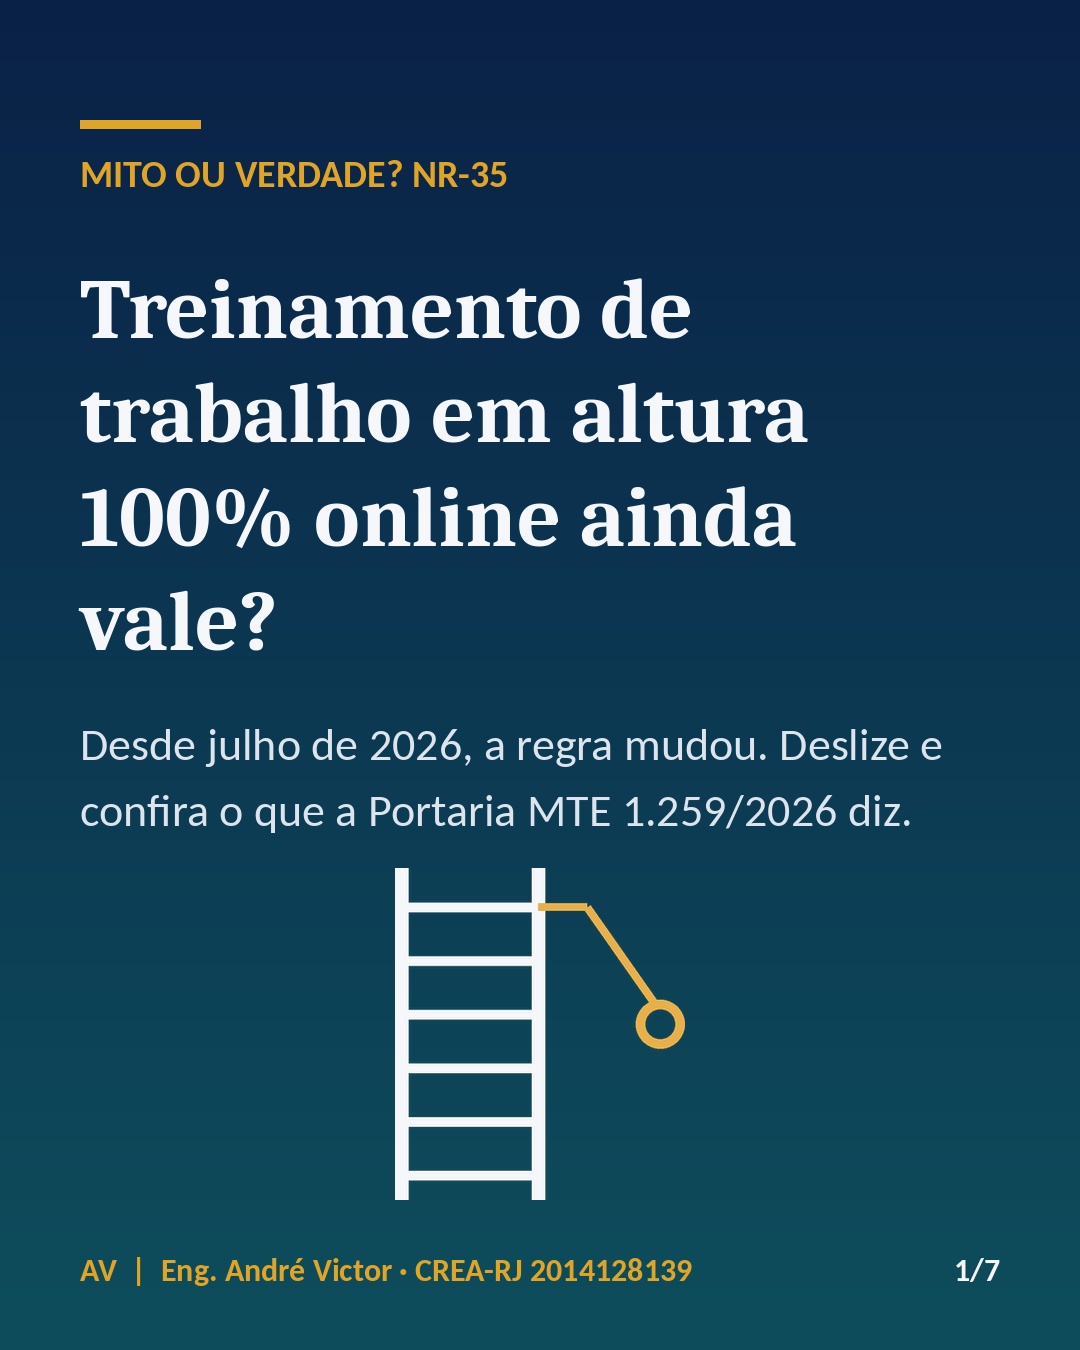 MITO OU VERDADE? NR-35
Treinamento de
trabalho em altura
100% online ainda
vale?
Desde julho de 2026, a regra mudou. Deslize e
confira o que a Portaria MTE 1.259/2026 diz.
AV | Eng. André Victor · CREA-RJ 2014128139
1/7